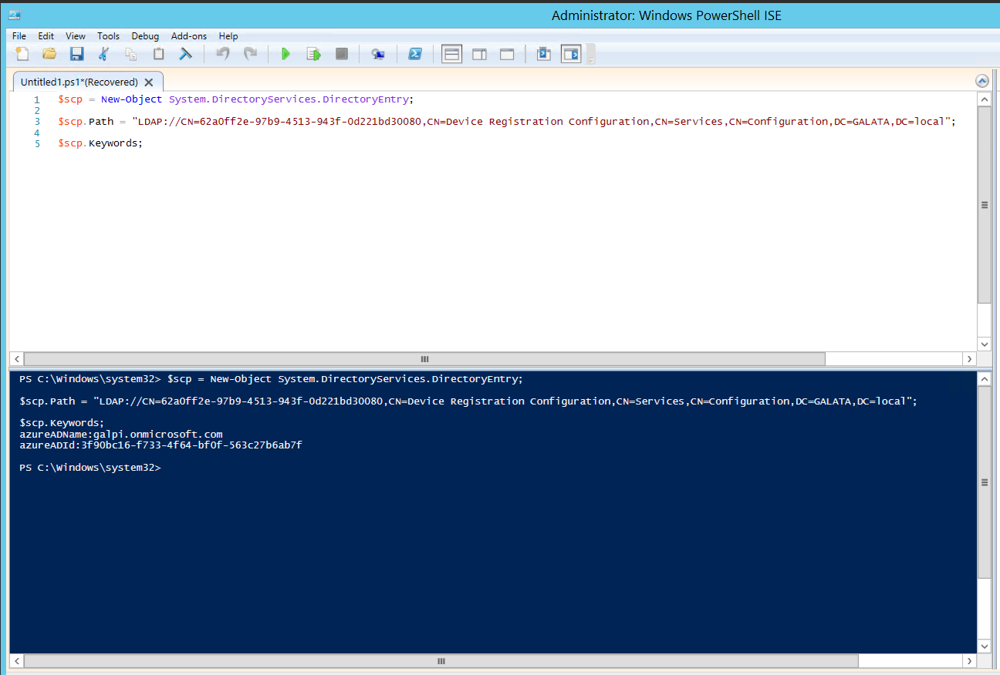 Administrator: Windows PowerShell ISE
File Edit View Tools Debug Add-ons Help
Untitled1.ps1*(Recovered)
1 $scp = New-Object System.DirectoryServices.DirectoryEntry;
2
3 $scp.Path = "LDAP://CN=62a0ff2e-97b9-4513-943f-0d221bd30080,CN=Device Registration Configuration,CN=Services,CN=Configuration,DC=GALATA,DC=local";
4
5 $scp.Keywords;
PS C:\Windows\system32> $scp = New-Object System.DirectoryServices.DirectoryEntry;
$scp.Path = "LDAP://CN=62a0ff2e-97b9-4513-943f-0d221bd30080,CN=Device Registration Configuration,CN=Services,CN=Configuration,DC=GALATA,DC=local";
$scp.Keywords;
azureADName:galpi.onmicrosoft.com
azureADId:3f90bc16-f733-4f64-bf0f-563c27b6ab7f
PS C:\Windows\system32>